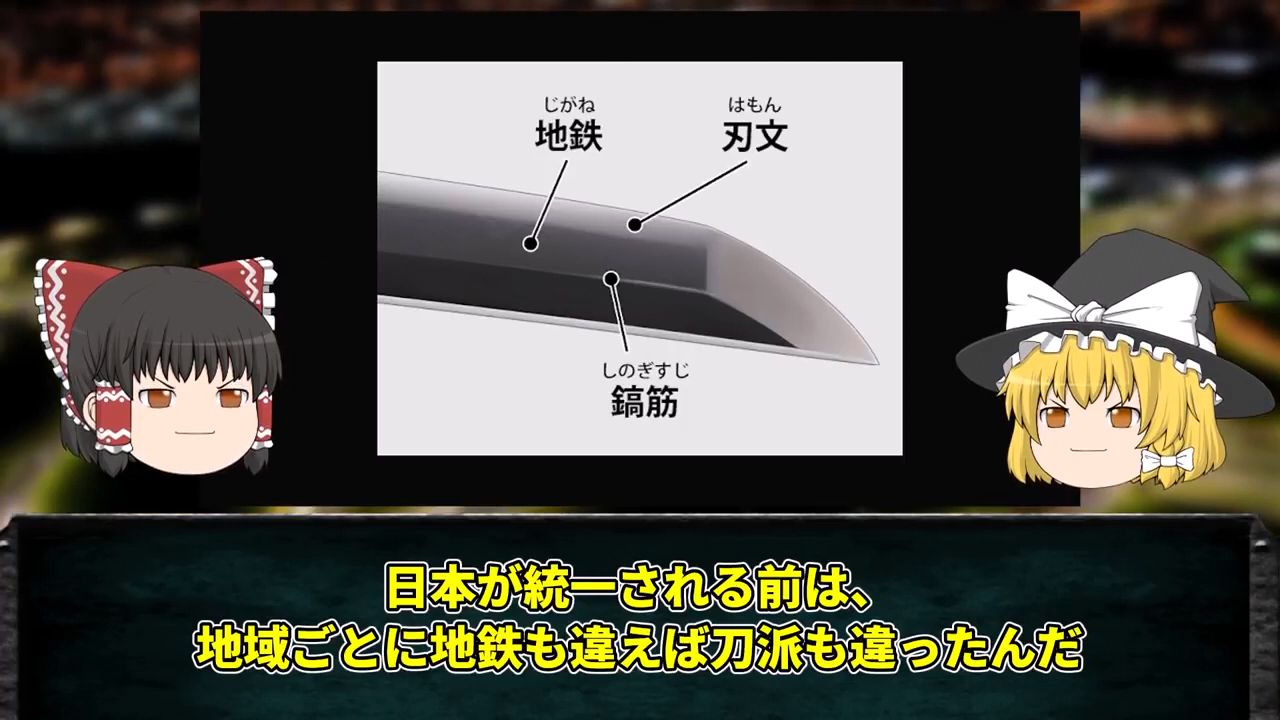 じがね
地鉄
はもん
刃文
しのぎすじ
鎬筋
日本が統一される前は、
地域ごとに地鉄も違えば刀派も違ったんだ